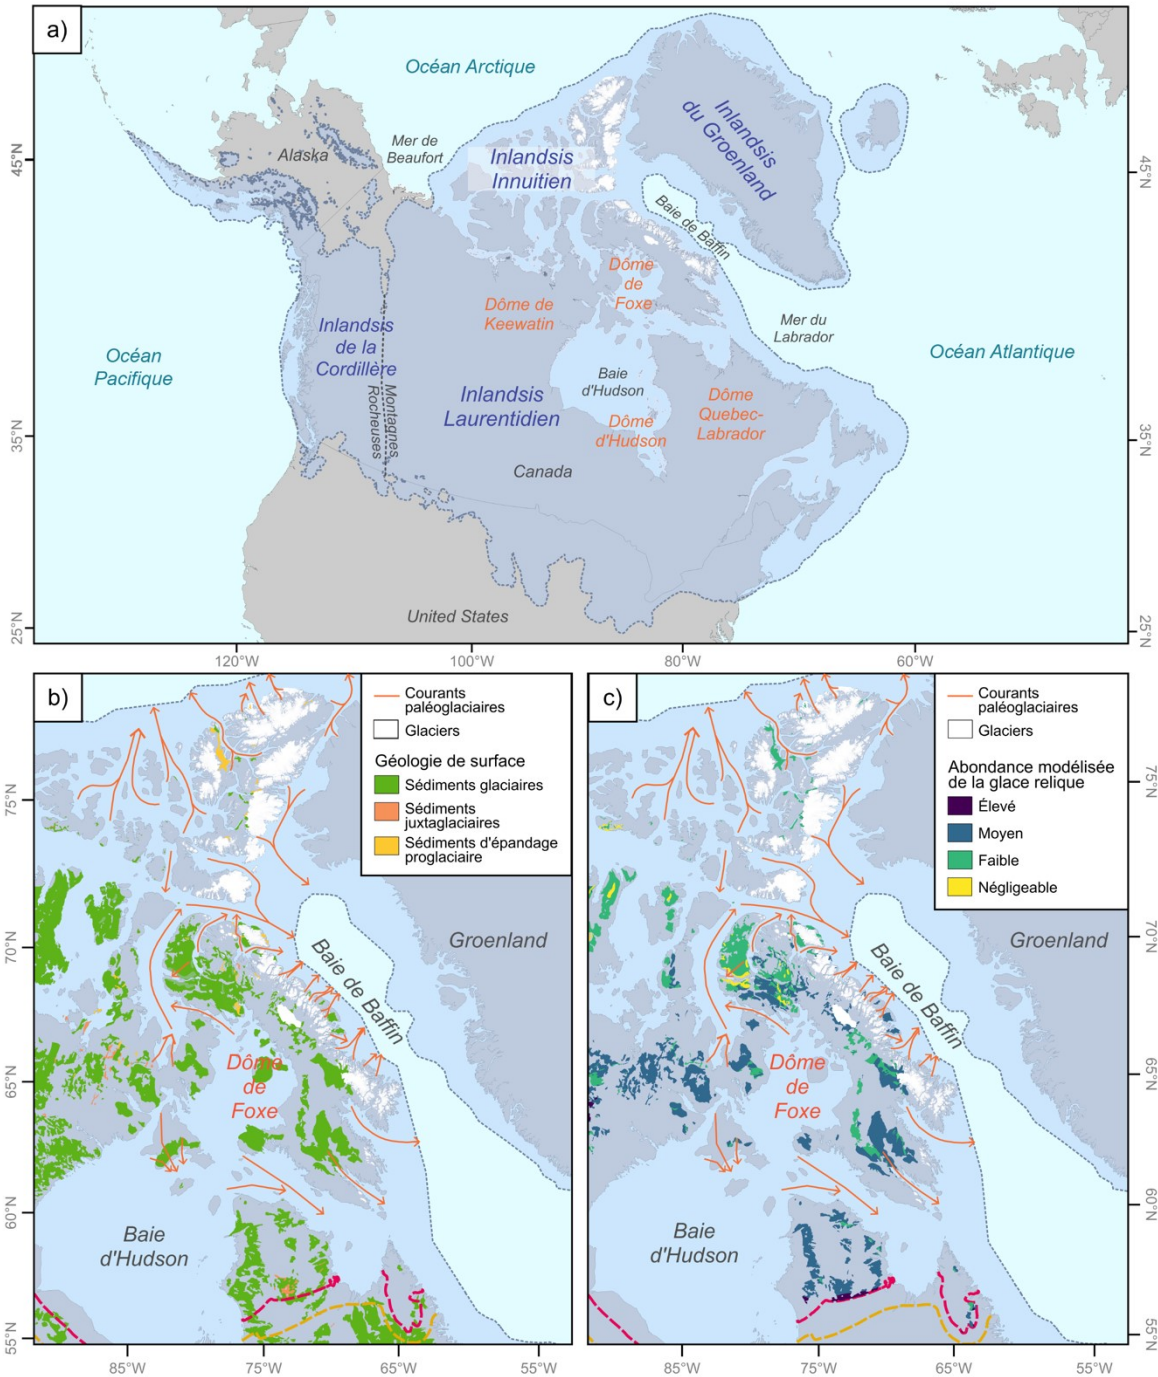 a)
Océan Arctique
Alaska
Mer de
Beaufort
Inlandsis
Innuitien
Inlandsis
du Groenland
Baie de Baffin
Dôme
de
Foxe
Dôme de
Keewatin
Mer du
Labrador
Océan
Pacifique
Inlandsis
de la
Cordillère
Montagnes
Rocheuses
Inlandsis
Laurentidien
Baie
d'Hudson
Dôme
d'Hudson
Dôme
Quebec-
Labrador
Océan Atlantique
Canada
United States
45°N
35°N
25°N
45°N
35°N
25°N
120°W
100°W
80°W
60°W
b)
Courants
paléoglaciaires
Glaciers
Géologie de surface
Sédiments glaciaires
Sédiments
juxtaglaciaires
Sédiments d'épandage
proglaciaire
Groenland
Baie de Baffin
Dôme
de
Foxe
Baie
d'Hudson
75°N
70°N
65°N
60°N
55°N
85°W
75°W
65°W
55°W
c)
Courants
paléoglaciaires
Glaciers
Abondance modélisée
de la glace relique
Élevé
Moyen
Faible
Négligeable
Groenland
Baie de Baffin
Dôme
de
Foxe
Baie
d'Hudson
75°N
70°N
65°N
60°N
55°N
85°W
75°W
65°W
55°W